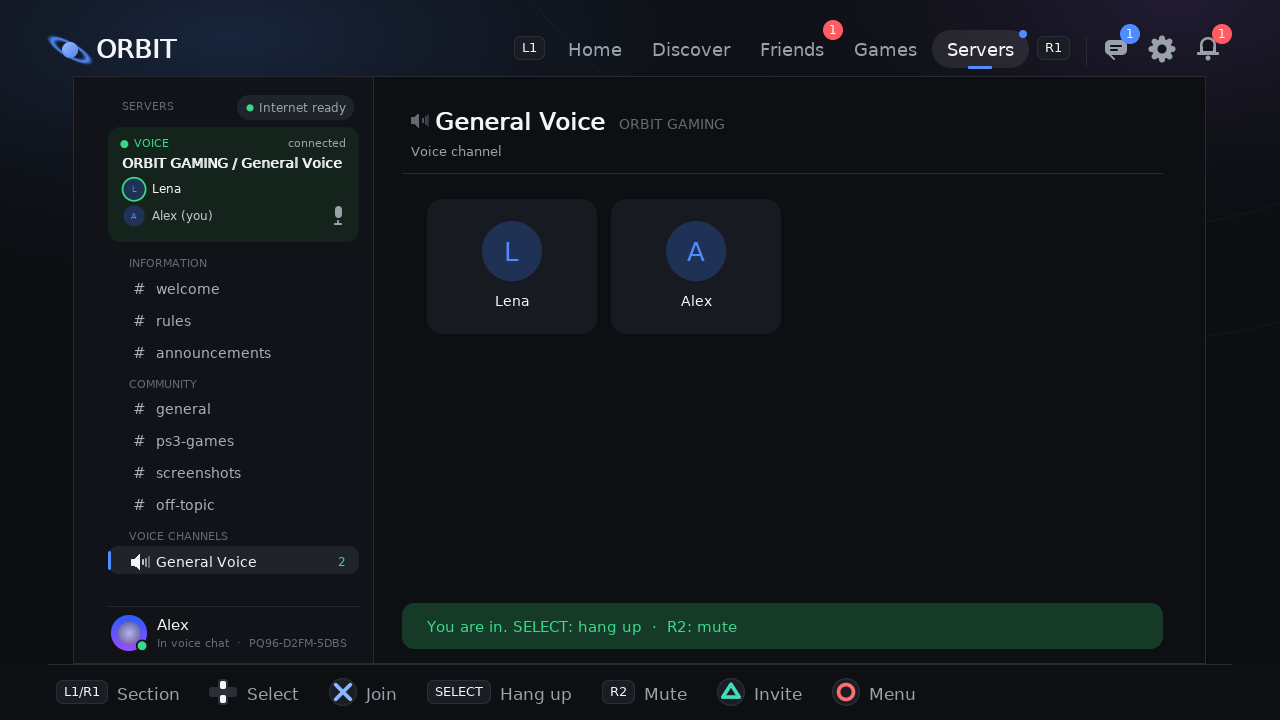 ORBIT
L1 Home Discover Friends 1 Games Servers R1 1 1
SERVERS
Internet ready
VOICE connected
ORBIT GAMING / General Voice
L Lena
A Alex (you)
INFORMATION
# welcome
# rules
# announcements
COMMUNITY
# general
# ps3-games
# screenshots
# off-topic
VOICE CHANNELS
General Voice 2
Alex
In voice chat · PQ96-D2FM-5DBS
General Voice ORBIT GAMING
Voice channel
L
Lena
A
Alex
You are in. SELECT: hang up · R2: mute
L1/R1 Section Select Join SELECT Hang up R2 Mute Invite Menu